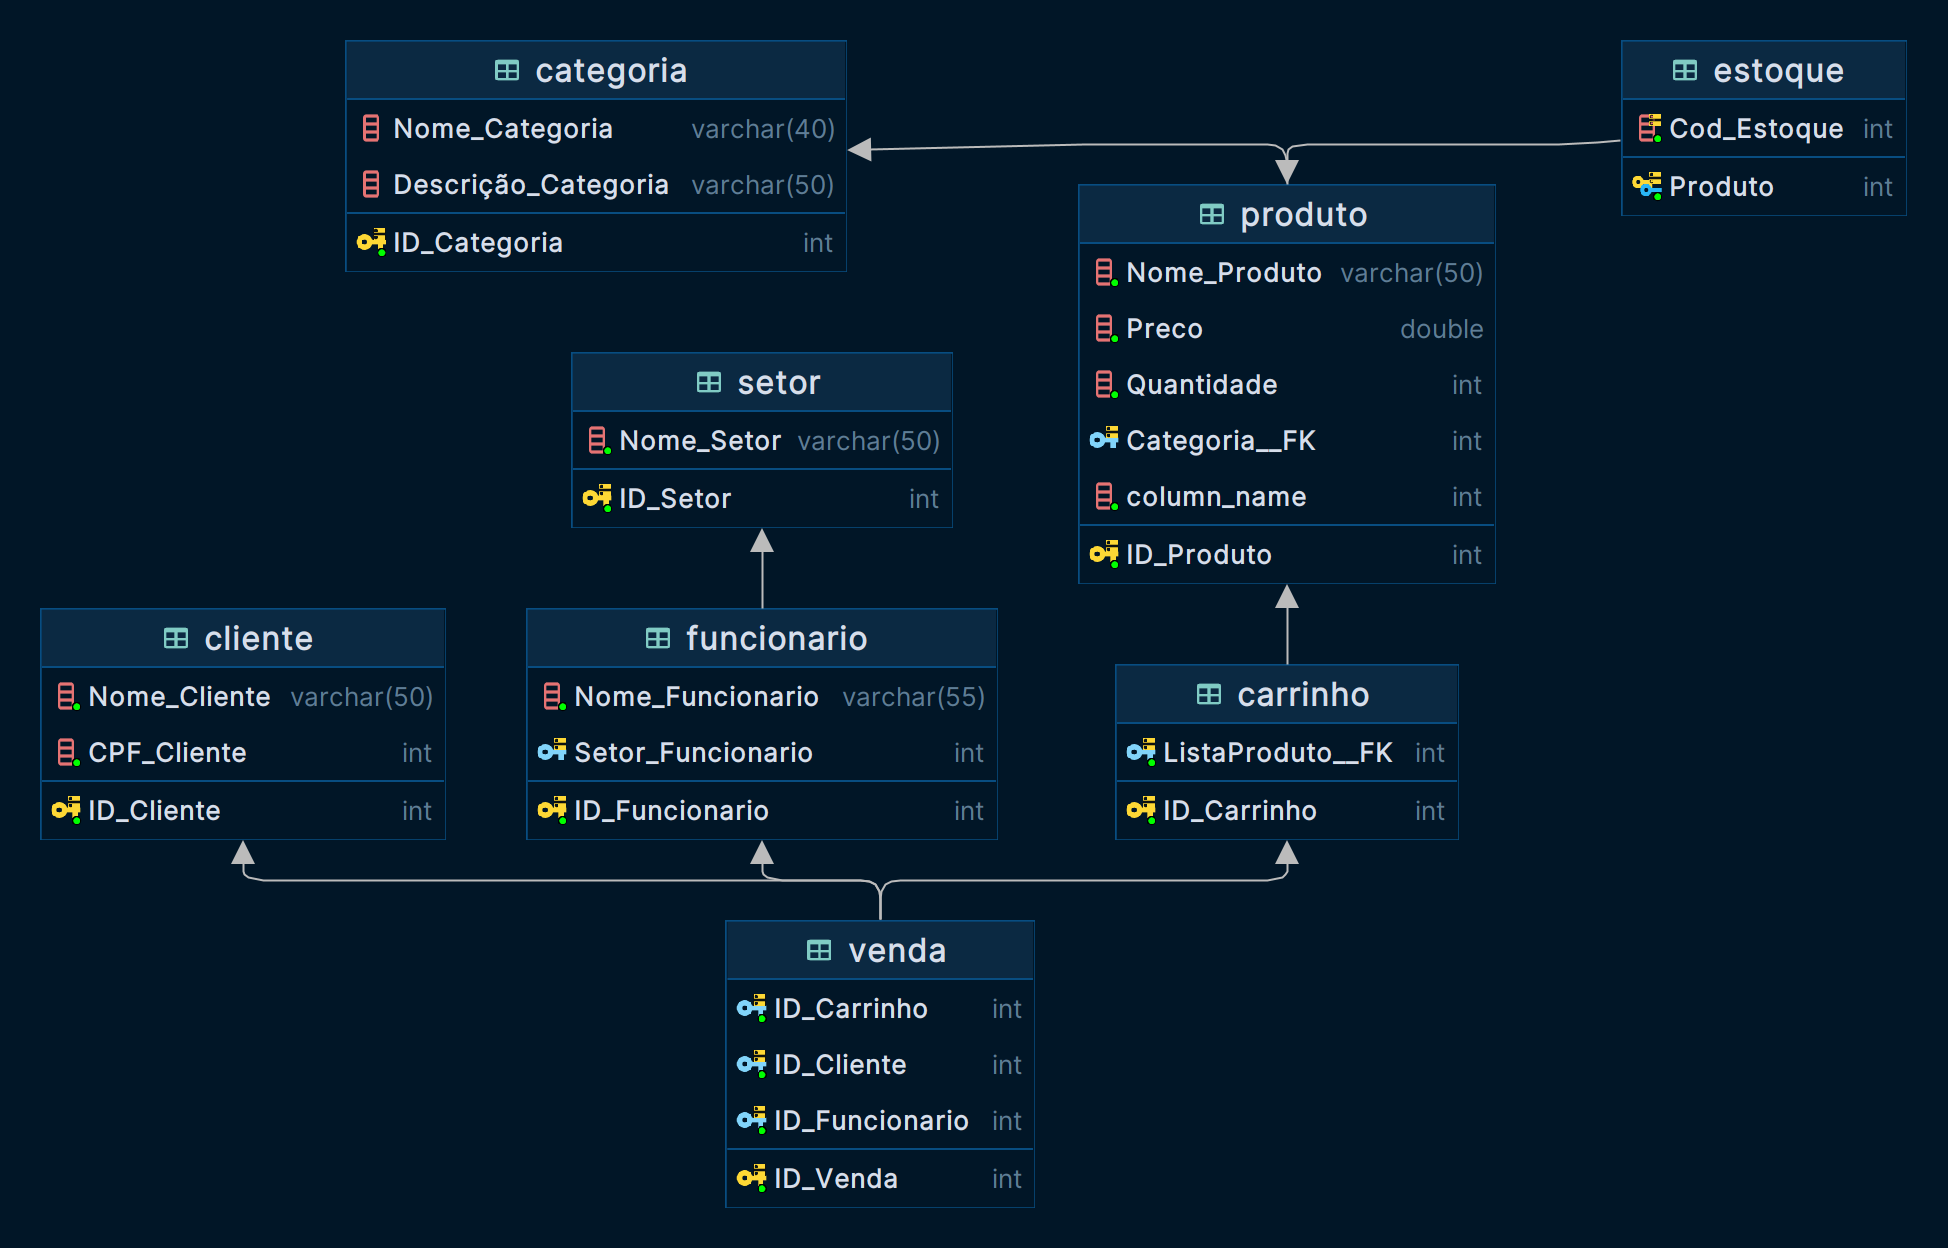 categoria
Nome_Categoria varchar(40)
Descrição_Categoria varchar(50)
ID_Categoria int
estoque
Cod_Estoque int
Produto int
produto
Nome_Produto varchar(50)
Preco double
Quantidade int
Categoria__FK int
column_name int
ID_Produto int
setor
Nome_Setor varchar(50)
ID_Setor int
cliente
Nome_Cliente varchar(50)
CPF_Cliente int
ID_Cliente int
funcionario
Nome_Funcionario varchar(55)
Setor_Funcionario int
ID_Funcionario int
carrinho
ListaProduto__FK int
ID_Carrinho int
venda
ID_Carrinho int
ID_Cliente int
ID_Funcionario int
ID_Venda int